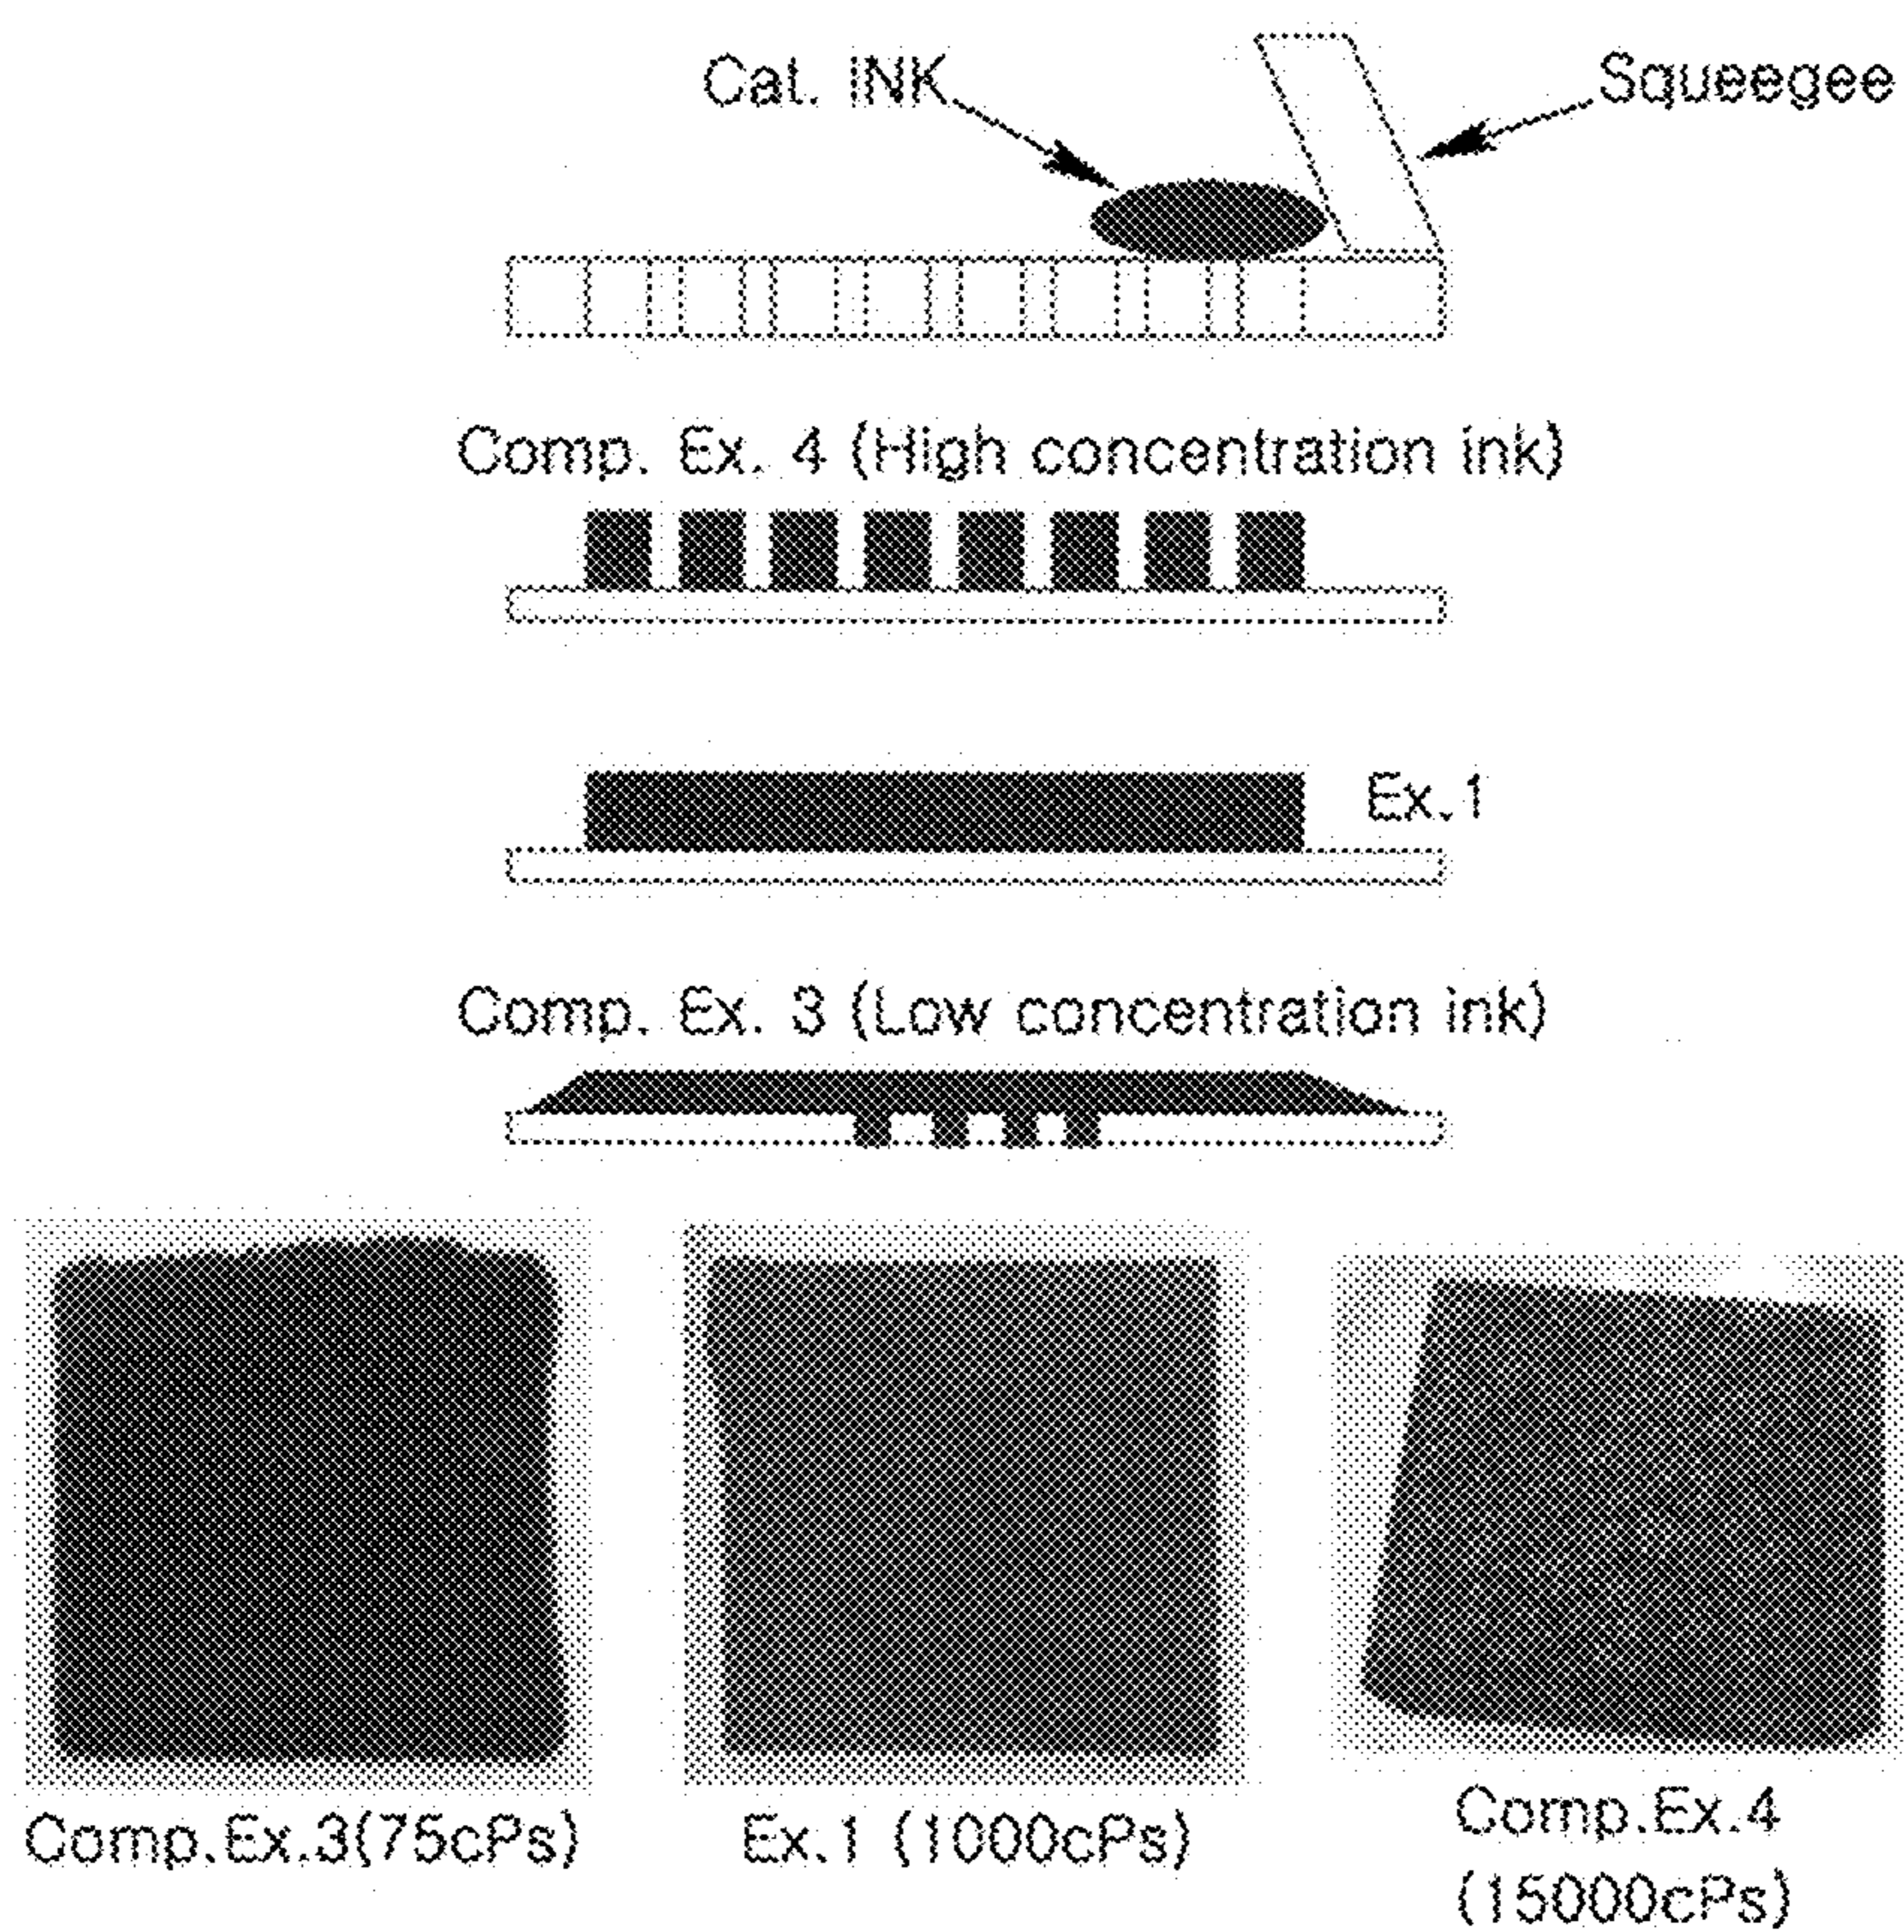 Cat. INK
Squeegee
Comp. Ex. 4 (High concentration ink)
Ex.1
Comp. Ex. 3 (Low concentration ink)
Comp.Ex.3(75cPs)
Ex.1 (1000cPs)
Comp.Ex.4
(15000cPs)